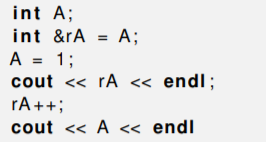 int A;
int &rA = A;
A = 1;
cout << rA << endl;
rA++;
cout << A << endl